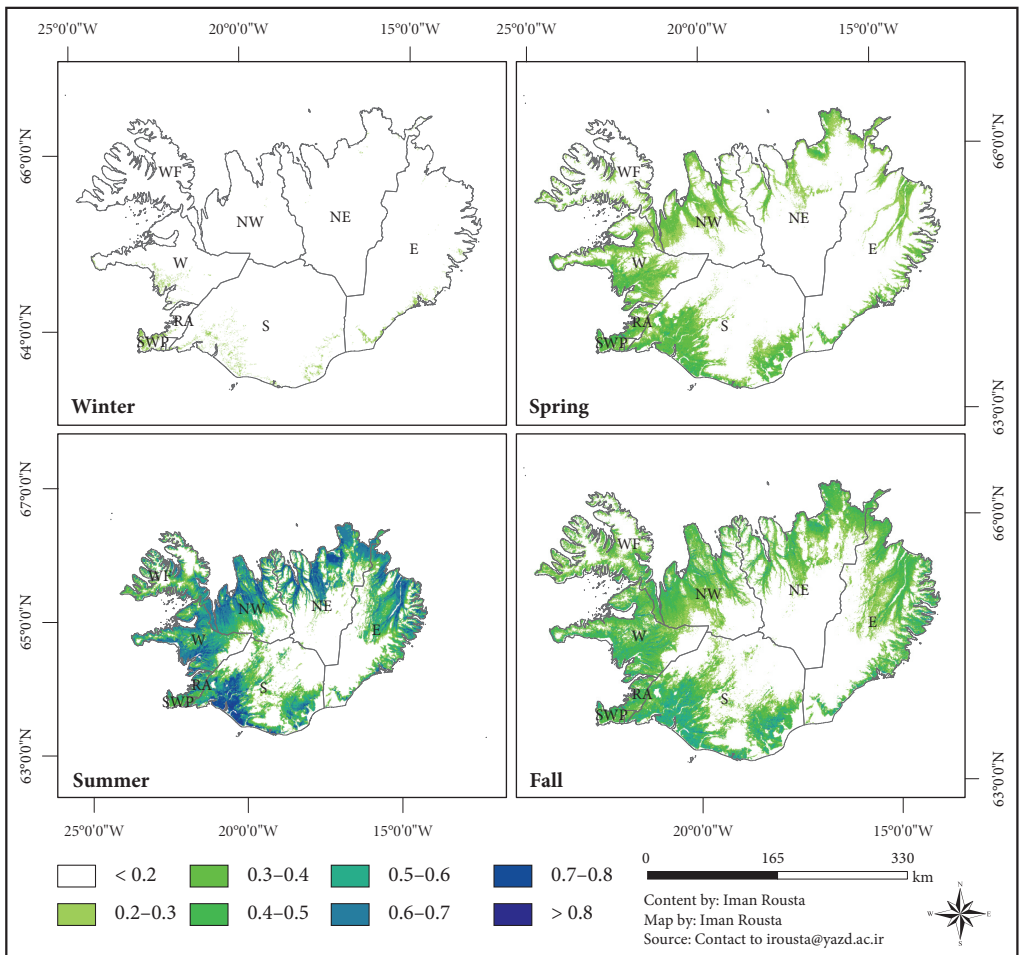 25°0'0"W 20°0'0"W 15°0'0"W 20°0'0"W 15°0'0"W
66°0'0"N
64°0'0"N
WF
NW
NE
E
W
RA
S
SWP
Winter
66°0'0"N
63°0'0"N
WF
NW
NE
E
W
RA
S
SWP
Spring
67°0'0"N
65°0'0"N
63°0'0"N
WF
NW
NE
E
W
RA
S
SWP
Summer
66°0'0"N
63°0'0"N
WF
NW
NE
E
W
RA
S
SWP
Fall
25°0'0"W 20°0'0"W 15°0'0"W 20°0'0"W 15°0'0"W
< 0.2 0.3–0.4 0.5–0.6 0.7–0.8
0.2–0.3 0.4–0.5 0.6–0.7 > 0.8
0 165 330
km
Content by: Iman Rousta
Map by: Iman Rousta
Source: Contact to irousta@yazd.ac.ir
N
W E
S